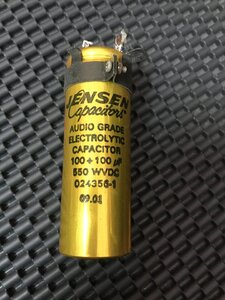 JENSEN
Capacitors
AUDIO GRADE
ELECTROLYTIC
CAPACITOR
100 + 100 µF
550 WVDC
024356-1
09.01